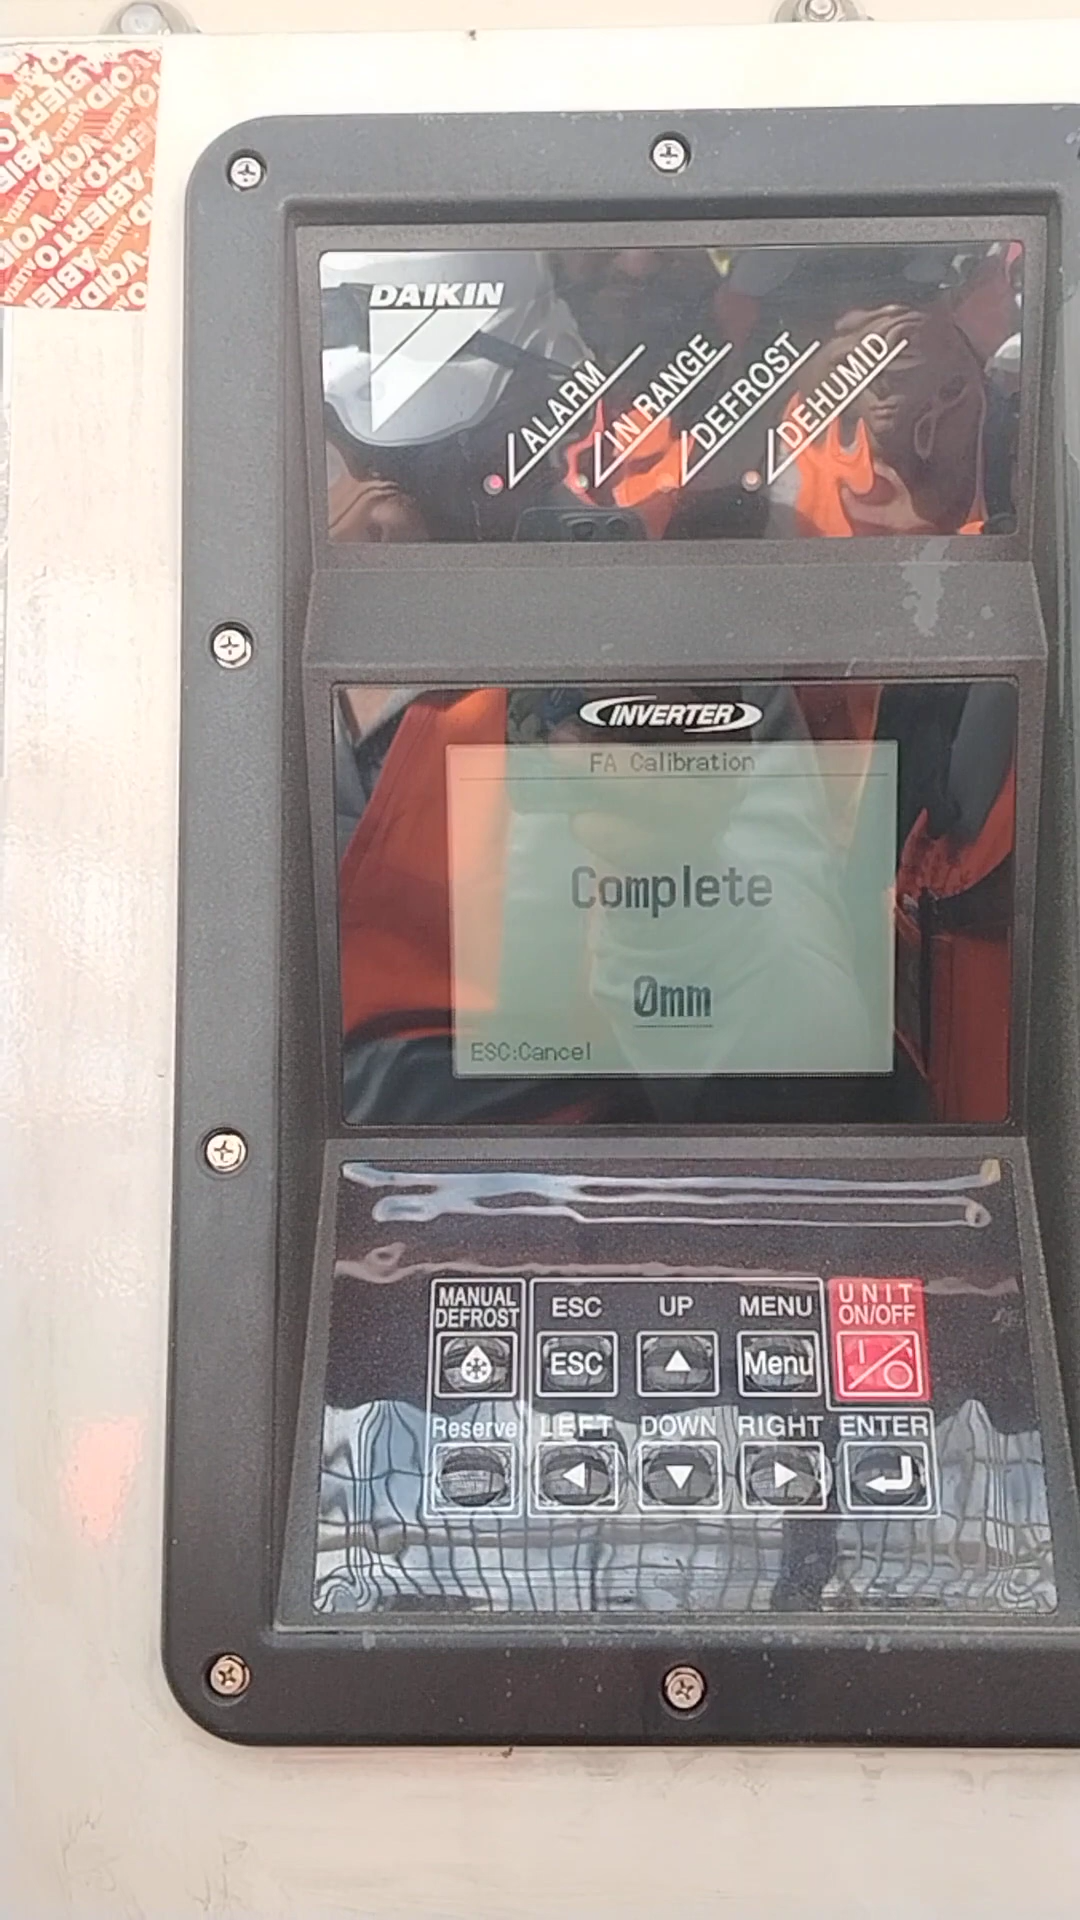 VOID ABIERTO
DAIKIN
ALARM
IN RANGE
DEFROST
DEHUMID
INVERTER
FA Calibration
Complete
0mm
ESC:Cancel
MANUAL DEFROST
ESC
UP
MENU
UNIT ON/OFF
ESC
Menu
I/O
Reserve
LEFT
DOWN
RIGHT
ENTER